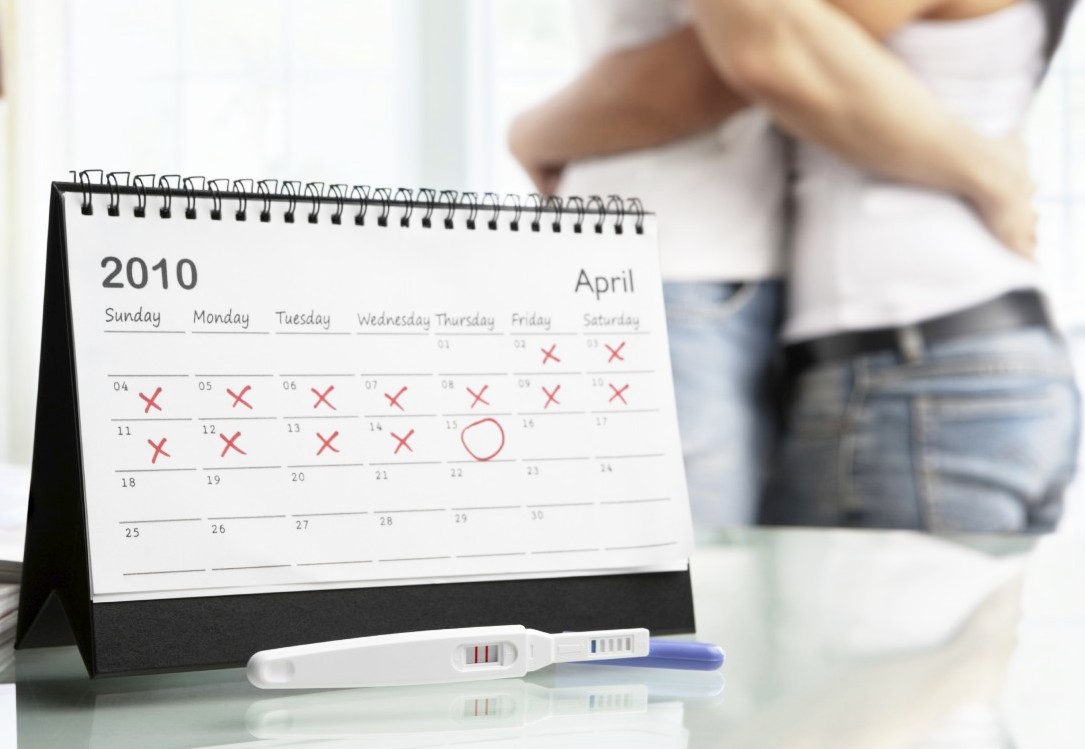 2010 April
Sunday Monday Tuesday Wednesday Thursday Friday Saturday
01 02 03
04 05 06 07 08 09 10
11 12 13 14 15 16 17
18 19 20 21 22 23 24
25 26 27 28 29 30